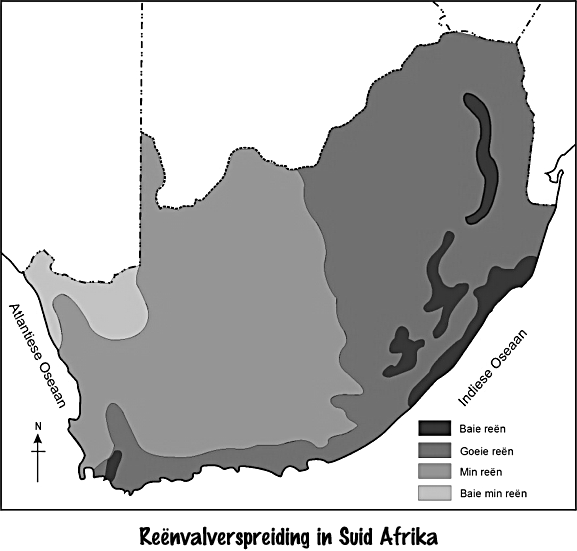 Atlantiese Oseaan
Indiese Oseaan
N
Baie reën
Goeie reën
Min reën
Baie min reën
Reënvalverspreiding in Suid Afrika